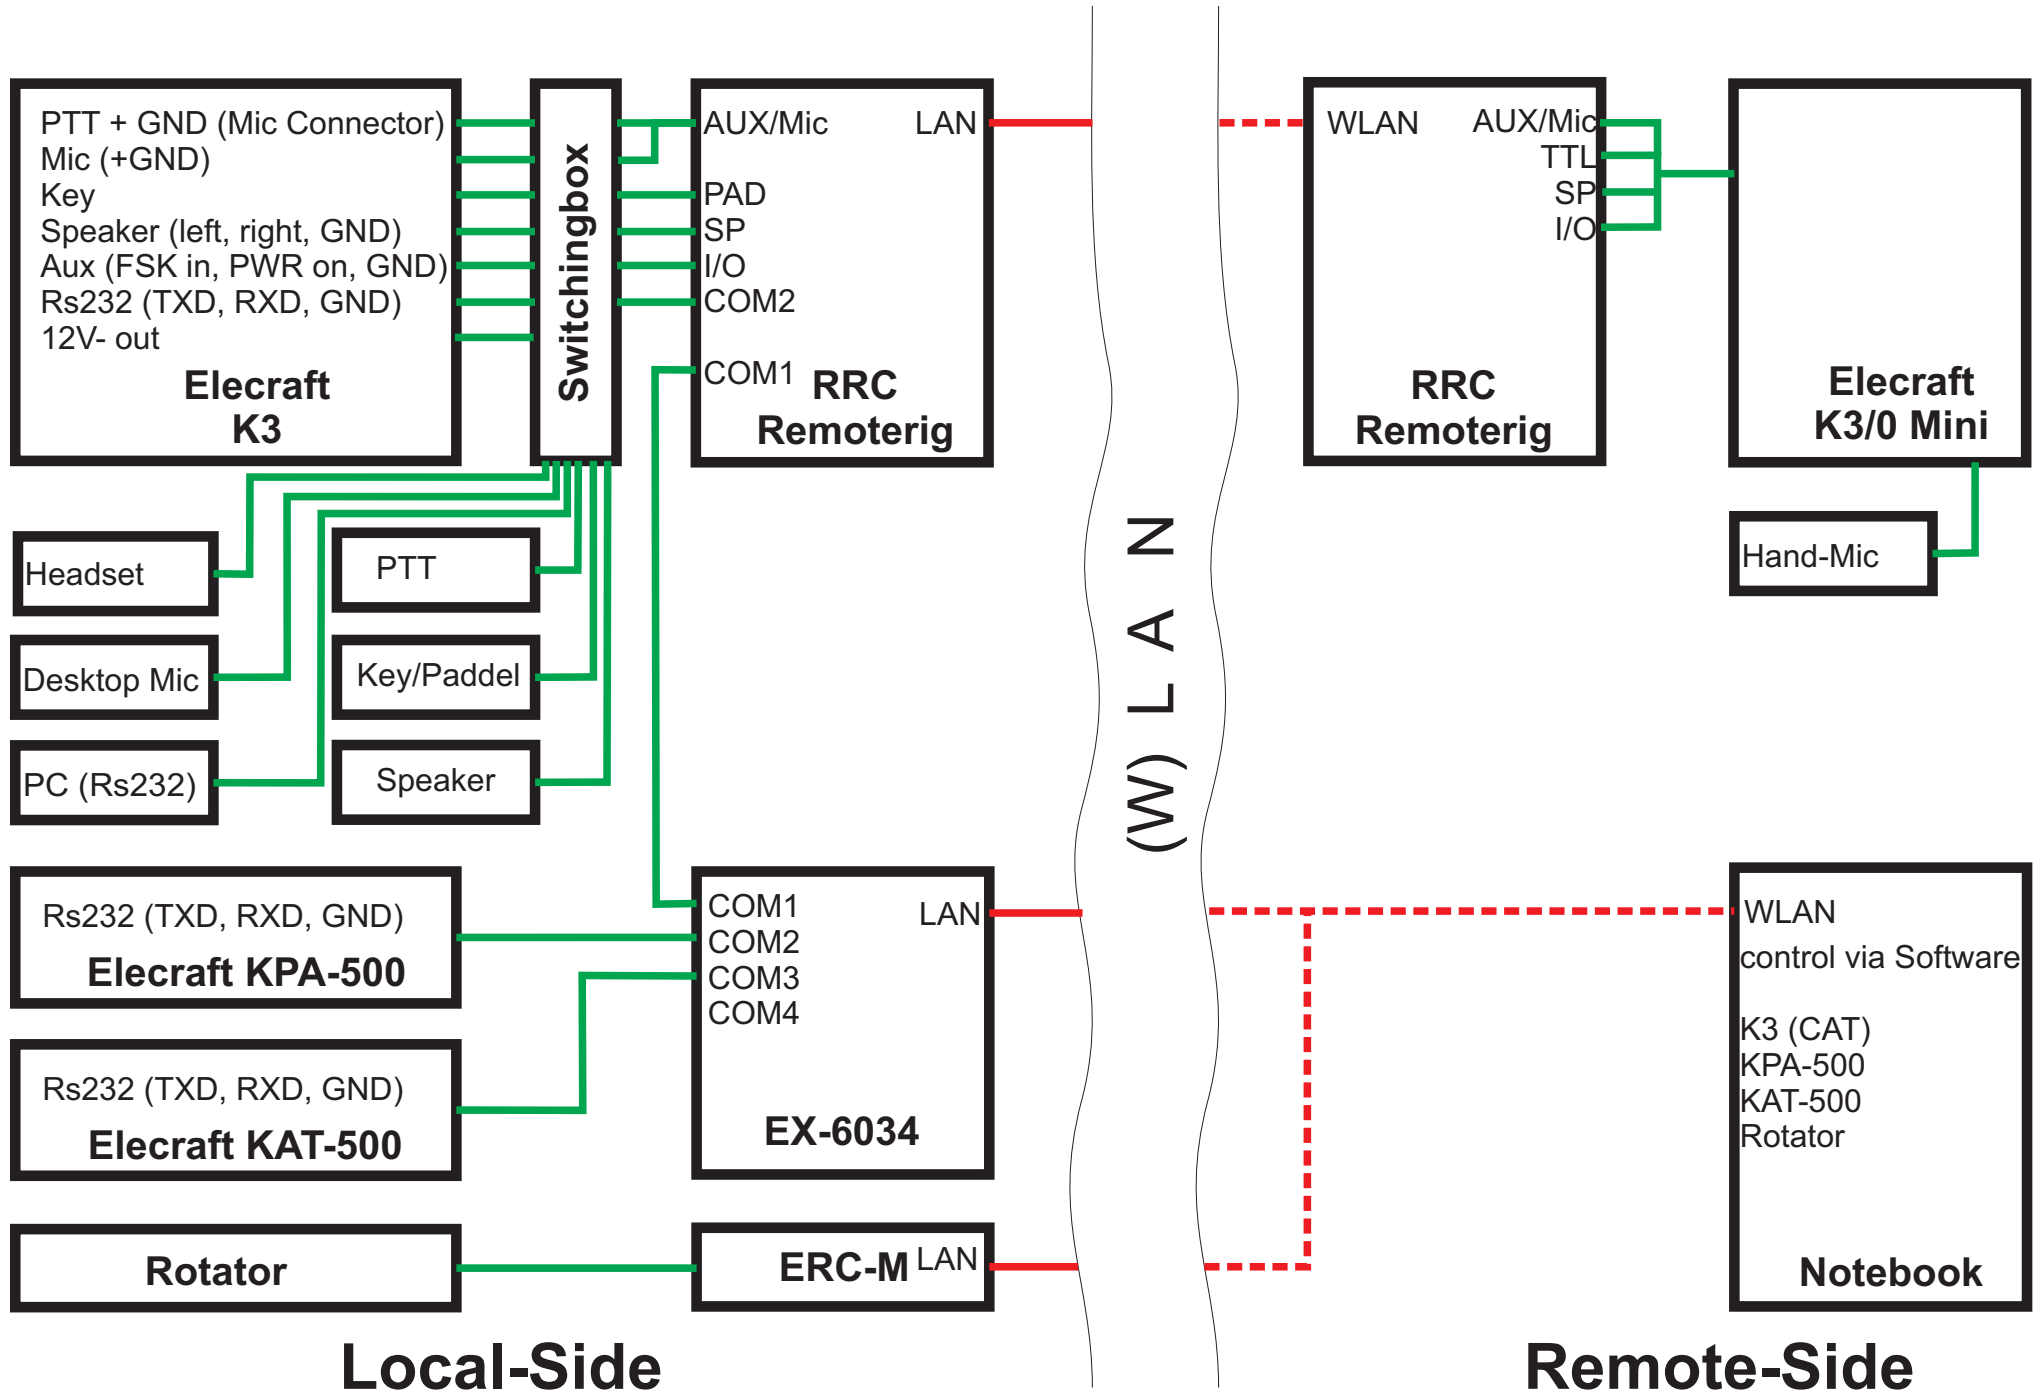 PTT + GND (Mic Connector)
Mic (+GND)
Key
Speaker (left, right, GND)
Aux (FSK in, PWR on, GND)
Rs232 (TXD, RXD, GND)
12V- out
Elecraft
K3
Switchingbox
AUX/Mic
LAN
PAD
SP
I/O
COM2
COM1
RRC
Remoterig
WLAN
AUX/Mic
TTL
SP
I/O
RRC
Remoterig
Elecraft
K3/0 Mini
Hand-Mic
Headset
PTT
Desktop Mic
Key/Paddel
PC (Rs232)
Speaker
(W) L A N
Rs232 (TXD, RXD, GND)
Elecraft KPA-500
Rs232 (TXD, RXD, GND)
Elecraft KAT-500
COM1
LAN
COM2
COM3
COM4
EX-6034
Rotator
ERC-M
LAN
WLAN
control via Software
K3 (CAT)
KPA-500
KAT-500
Rotator
Notebook
Local-Side
Remote-Side